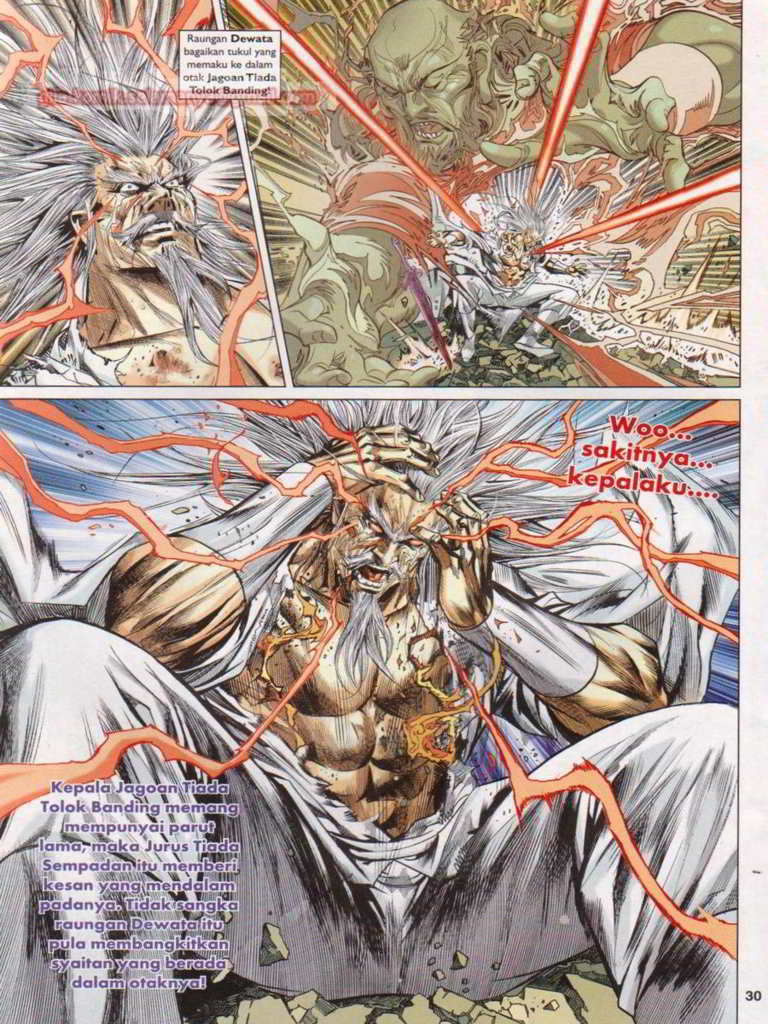 Raungan Dewata
bagaikan tukul yang
memaku ke dalam
otak Jagoan Tiada
Tolok Banding!
Woo...
sakitnya...
kepalaku....
Kepala Jagoan Tiada
Tolok Banding memang
mempunyai parut
lama, maka Jurus Tiada
Sempadan itu memberi
kesan yang mendalam
padanya. Tidak sangka
raungan Dewata itu
pula membangkitkan
syaitan yang berada
dalam otaknya!
30